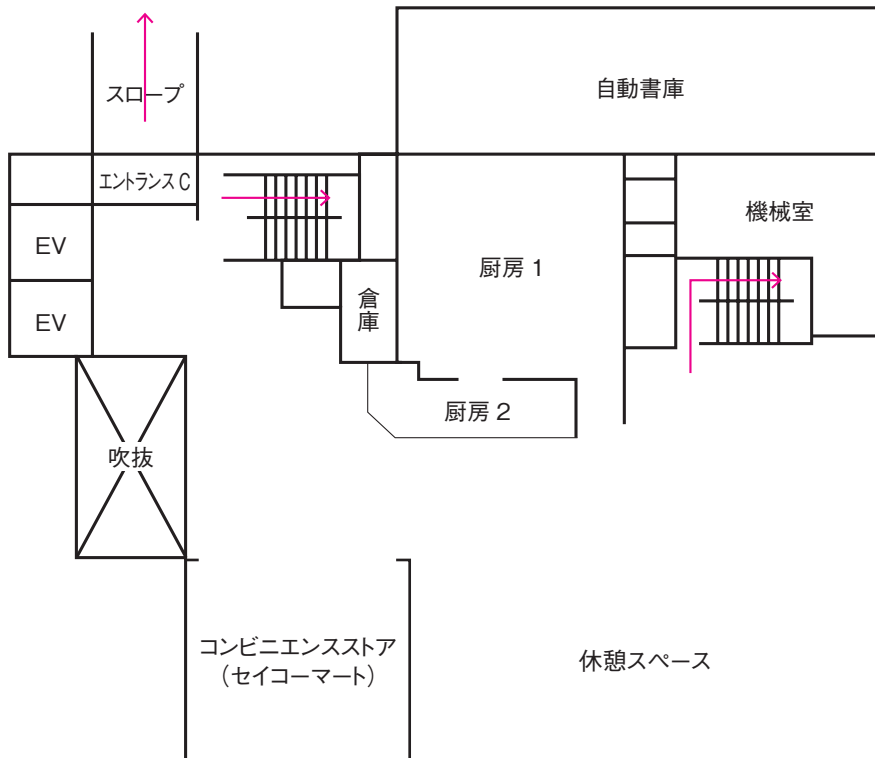 スロープ
自動書庫
エントランス C
機械室
EV
厨房 1
倉庫
EV
厨房 2
吹抜
コンビニエンスストア
（セイコーマート）
休憩スペース